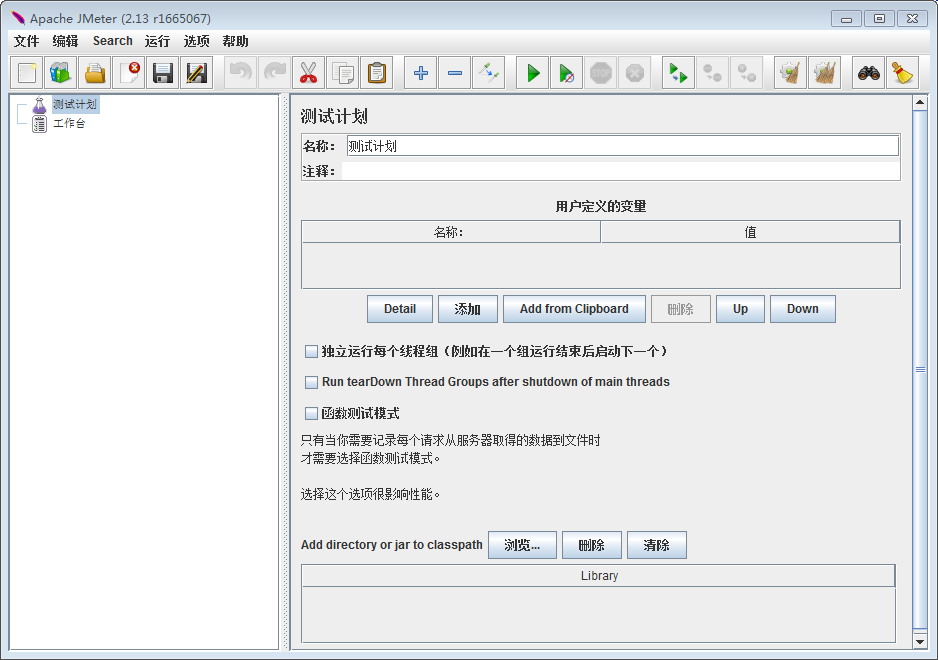 Apache JMeter (2.13 r1665067)
文件 编辑 Search 运行 选项 帮助
STOP
测试计划
工作台
测试计划
名称: 测试计划
注释:
用户定义的变量
名称: 值
Detail 添加 Add from Clipboard 删除 Up Down
独立运行每个线程组（例如在一个组运行结束后启动下一个）
Run tearDown Thread Groups after shutdown of main threads
函数测试模式
只有当你需要记录每个请求从服务器取得的数据到文件时
才需要选择函数测试模式。
选择这个选项很影响性能。
Add directory or jar to classpath 浏览... 删除 清除
Library